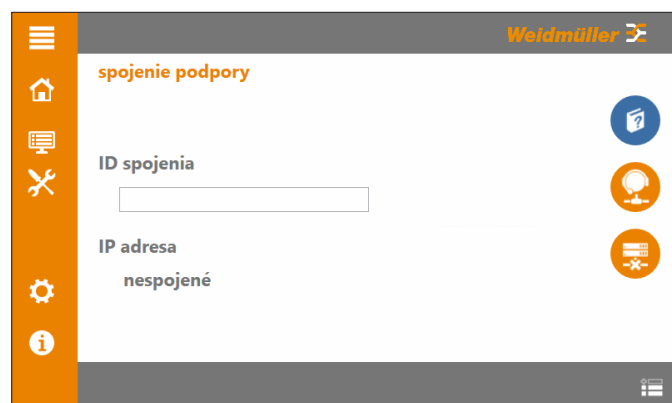 Weidmüller
spojenie podpory
ID spojenia
IP adresa
nespojené